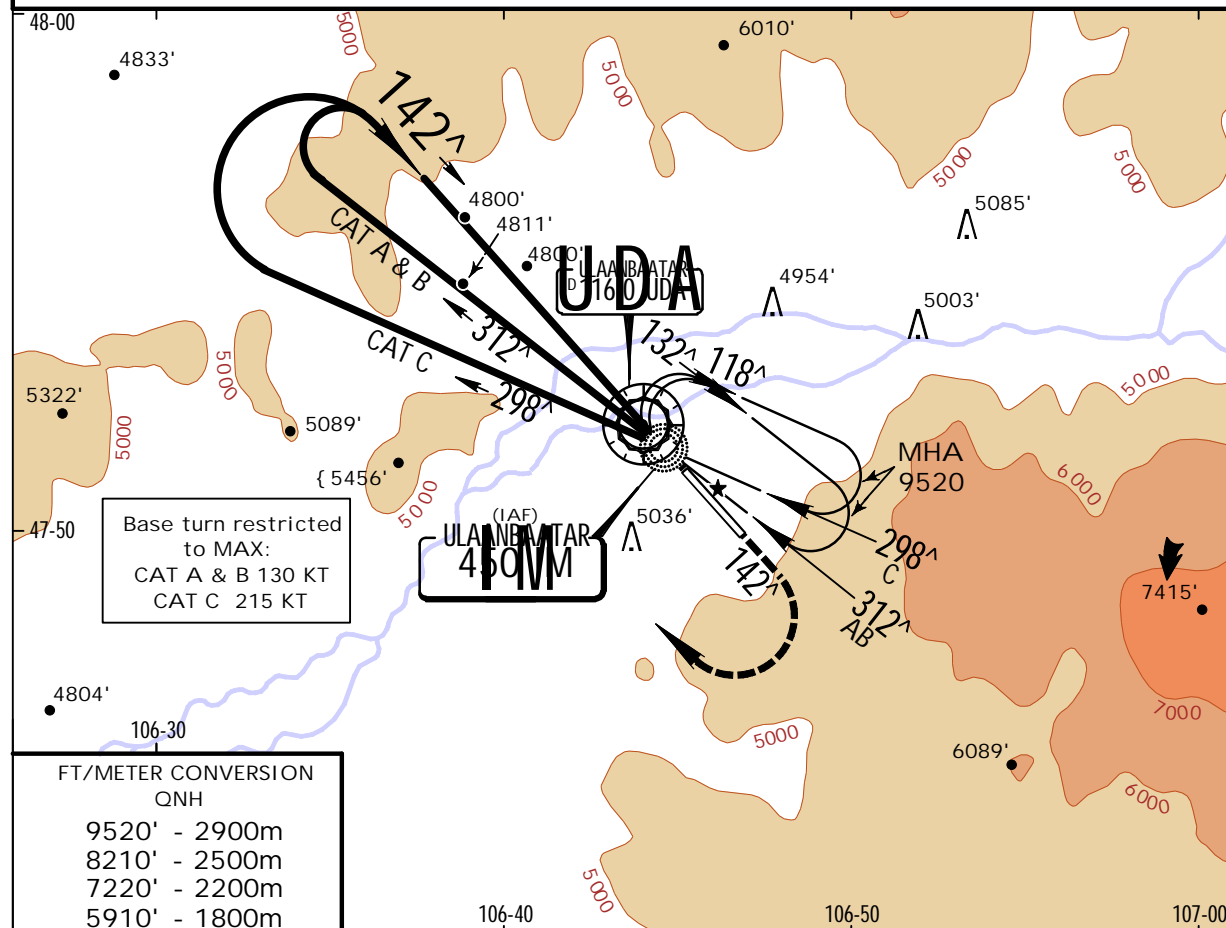 48-00
4833'
5000
6010'
5000
142^
5000
5000
5085'
4800'
4811'
4800'
CAT A & B
ULAANBAATAR
D 116.0 UDA
UDA
4954'
5003'
312^
CAT C
298^
132^
118^
5000
5322'
5000
5000
5089'
{ 5456'
5000
MHA
9520
6000
47-50
Base turn restricted
to MAX:
CAT A & B 130 KT
CAT C 215 KT
(IAF)
ULAANBAATAR
450 IM
IM
5036'
142^
298^
C
312^
AB
7415'
7000
4804'
106-30
5000
6089'
6000
FT/METER CONVERSION
QNH
9520' - 2900m
8210' - 2500m
7220' - 2200m
5910' - 1800m
5000
106-40
106-50
107-00